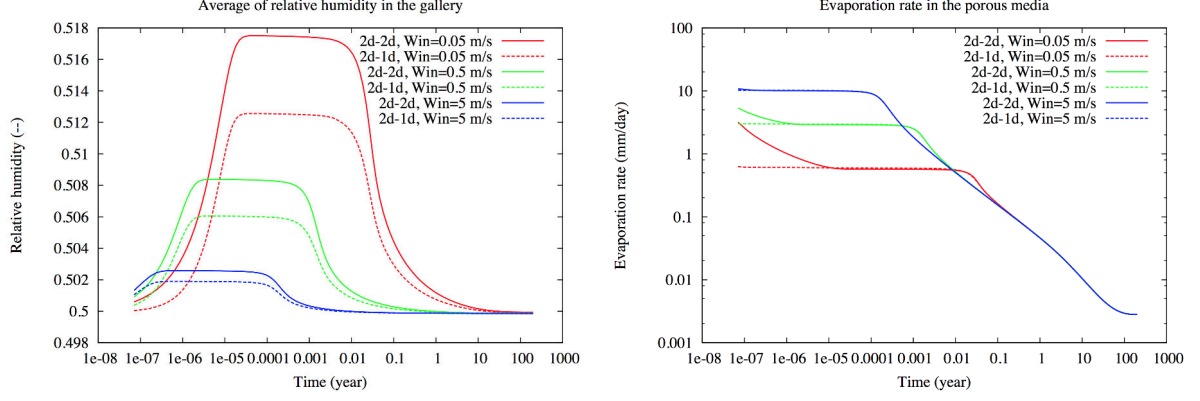 Average of relative humidity in the gallery
0.518
0.516
0.514
0.512
0.51
0.508
0.506
0.504
0.502
0.5
0.498
Relative humidity (--)
2d-2d, Win=0.05 m/s
2d-1d, Win=0.05 m/s
2d-2d, Win=0.5 m/s
2d-1d, Win=0.5 m/s
2d-2d, Win=5 m/s
2d-1d, Win=5 m/s
1e-08 1e-07 1e-06 1e-05 0.0001 0.001 0.01 0.1 1 10 100 1000
Time (year)
Evaporation rate in the porous media
100
10
1
0.1
0.01
0.001
Evaporation rate (mm/day)
2d-2d, Win=0.05 m/s
2d-1d, Win=0.05 m/s
2d-2d, Win=0.5 m/s
2d-1d, Win=0.5 m/s
2d-2d, Win=5 m/s
2d-1d, Win=5 m/s
1e-08 1e-07 1e-06 1e-05 0.0001 0.001 0.01 0.1 1 10 100 1000
Time (year)